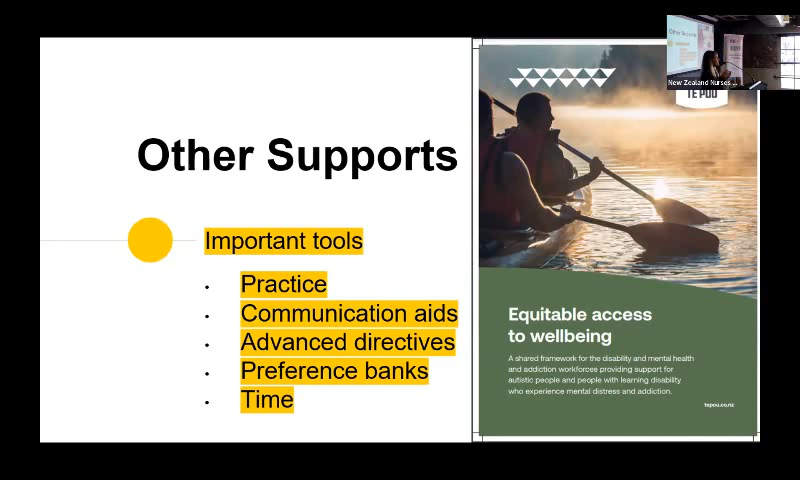 Other Supports
Important tools
• Practice
• Communication aids
• Advanced directives
• Preference banks
• Time
TE POU
Equitable access
to wellbeing
A shared framework for the disability and mental health
and addiction workforces providing support for
autistic people and people with learning disability
who experience mental distress and addiction.
tepou.co.nz
Other Supports
New Zealand Nurses ...